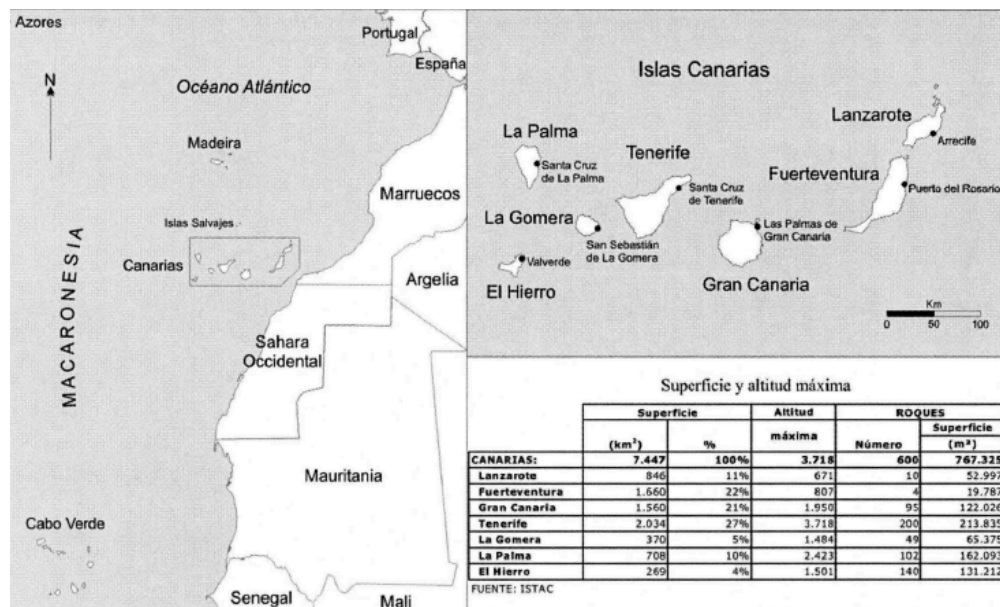 Azores
Portugal
España
N
Océano Atlántico
Madeira
Marruecos
Islas Salvajes
Canarias
Argelia
MACARONESIA
Sahara
Occidental
Mauritania
Cabo Verde
Senegal
Mali
Islas Canarias
Lanzarote
Arrecife
La Palma
Santa Cruz
de La Palma
Tenerife
Santa Cruz
de Tenerife
Fuerteventura
Puerto del Rosario
La Gomera
San Sebastián
de La Gomera
Las Palmas de
Gran Canaria
Valverde
El Hierro
Gran Canaria
Km
0 50 100
Superficie y altitud máxima
Superficie Altitud ROQUES
máxima Superficie
(km²) % Número (m²)
CANARIAS: 7.447 100% 3.718 600 767.325
Lanzarote 846 11% 671 10 52.997
Fuerteventura 1.660 22% 807 4 19.787
Gran Canaria 1.560 21% 1.950 95 122.026
Tenerife 2.034 27% 3.718 200 213.835
La Gomera 370 5% 1.484 49 65.375
La Palma 708 10% 2.423 102 162.093
El Hierro 269 4% 1.501 140 131.212
FUENTE: ISTAC